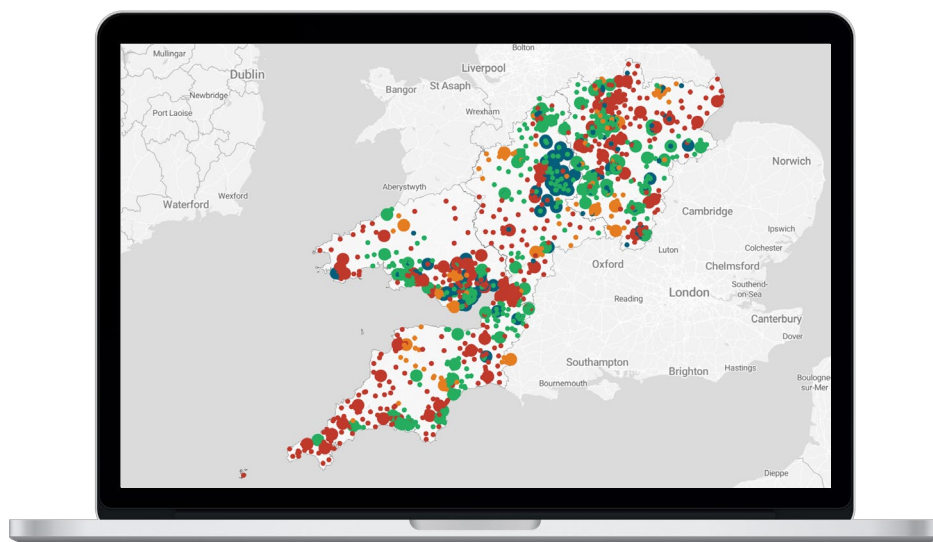 Bolton
Mullingar
Dublin
Liverpool
Bangor
St Asaph
Newbridge
Port Laoise
Wrexham
Norwich
Aberystwyth
Waterford
Wexford
Cambridge
Ipswich
Luton
Colchester
Oxford
Chelmsford
Southend-
on-Sea
Reading
London
Canterbury
Dover
Southampton
Brighton
Hastings
Bournemouth
Boulogne
sur-Mer
Dieppe